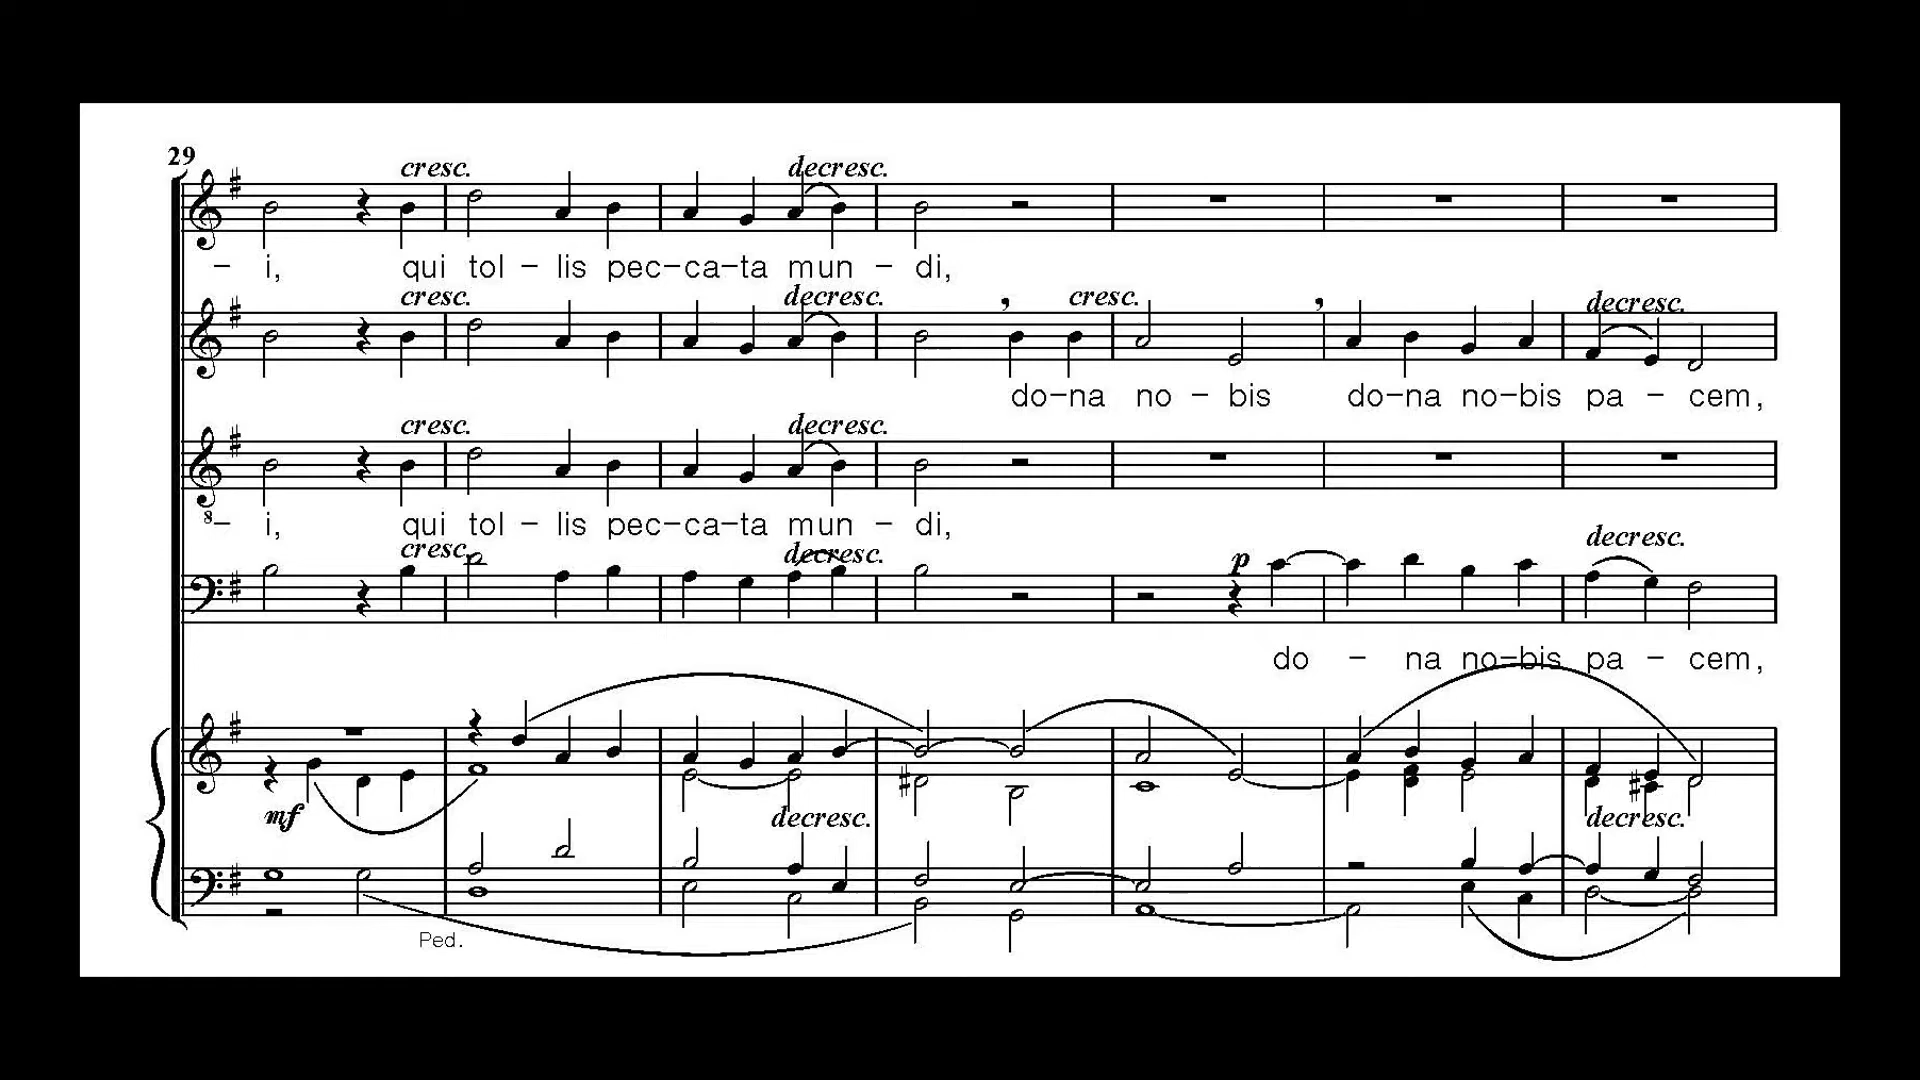 29
cresc. decresc.
– i, qui tol – lis pec–ca–ta mun – di,
cresc. decresc. cresc. decresc.
do–na no – bis do–na no–bis pa – cem,
cresc. decresc.
8
– i, qui tol – lis pec–ca–ta mun – di,
cresc. decresc. p decresc.
do – na no–bis pa – cem,
mf decresc. decresc.
Ped.